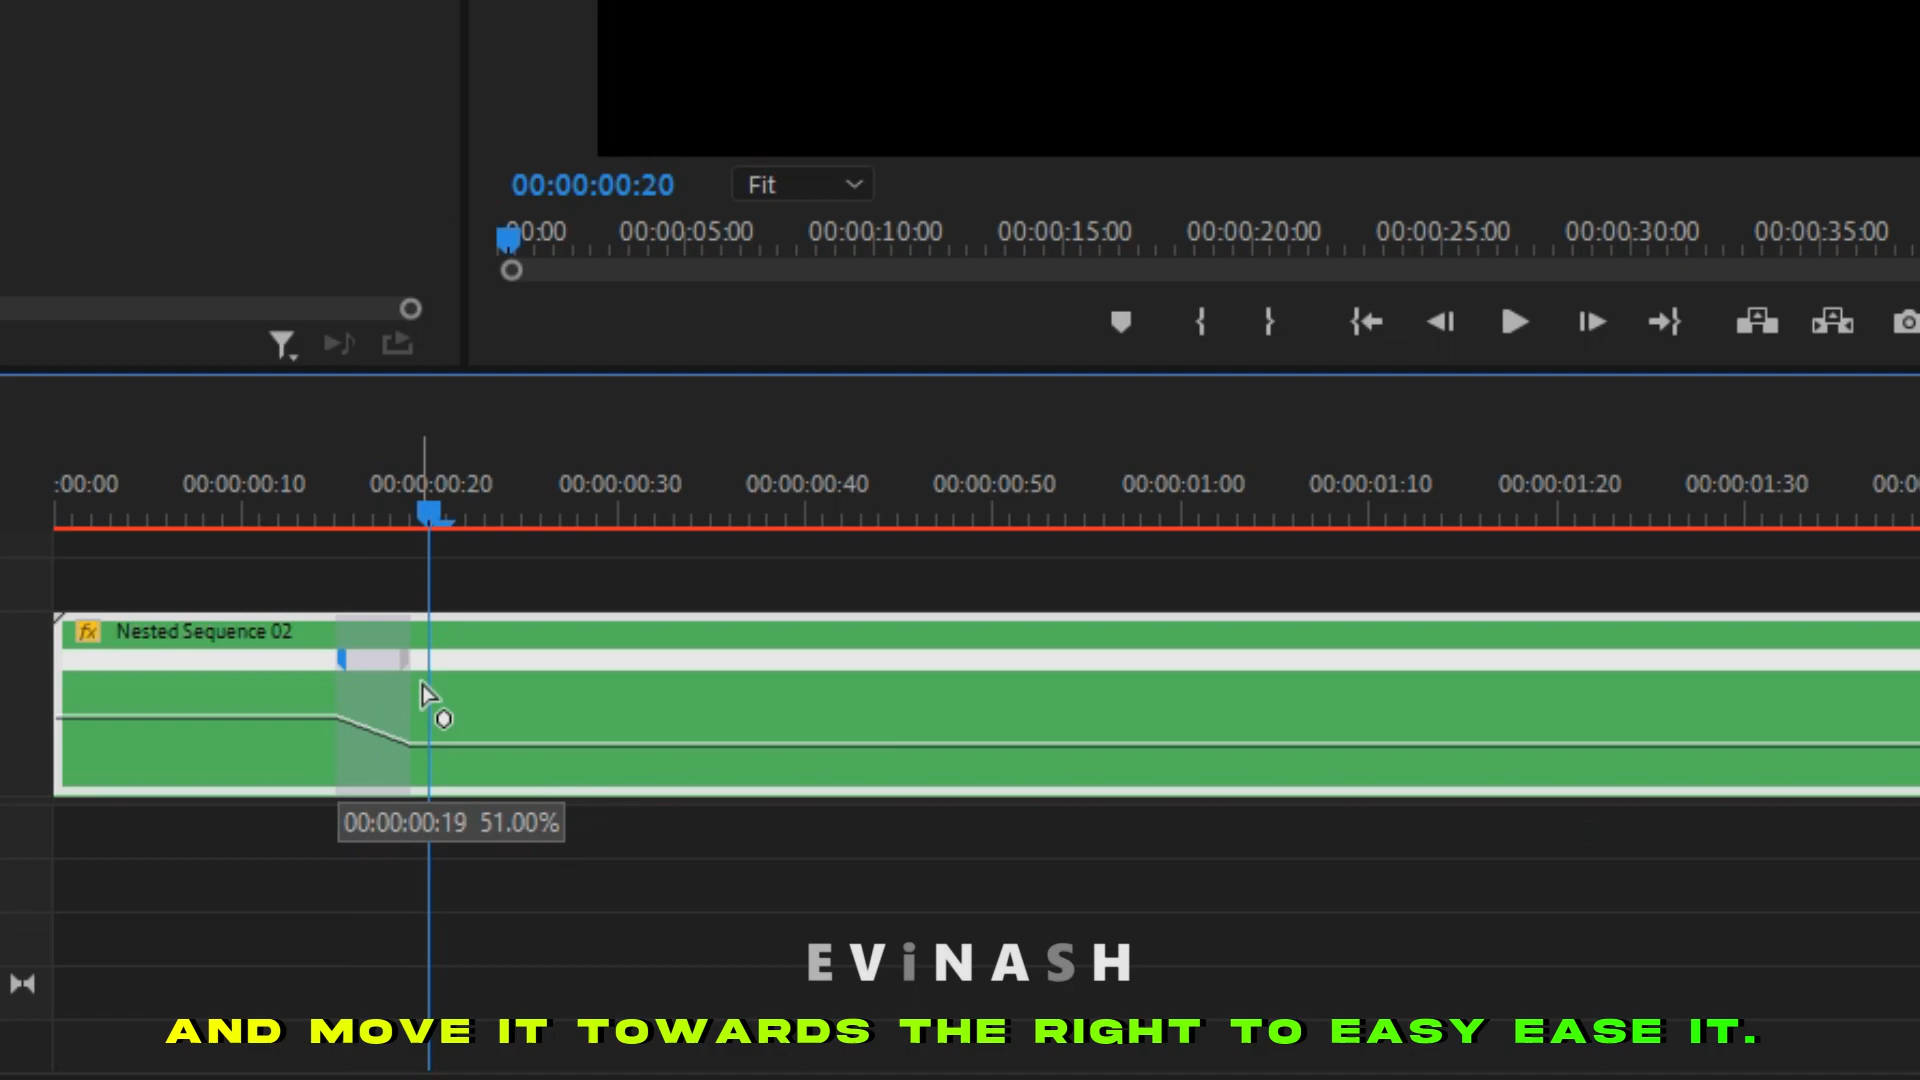 00:00:00:20 Fit
00:00 00:00:05:00 00:00:10:00 00:00:15:00 00:00:20:00 00:00:25:00 00:00:30:00 00:00:35:00
:00:00 00:00:00:10 00:00:00:20 00:00:00:30 00:00:00:40 00:00:00:50 00:00:01:00 00:00:01:10 00:00:01:20 00:00:01:30 00:0
fx Nested Sequence 02
00:00:00:19 51.00%
EViNASH
AND MOVE IT TOWARDS THE RIGHT TO EASY EASE IT.